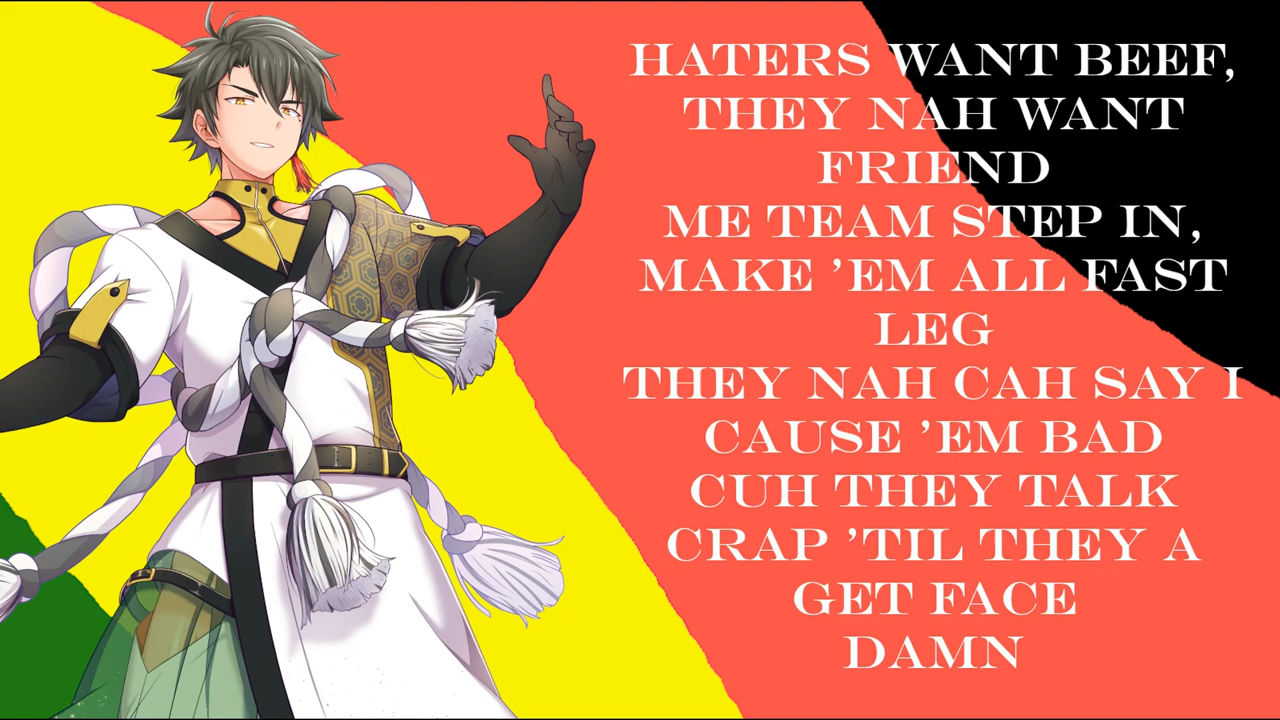 HATERS WANT BEEF,
THEY NAH WANT
FRIEND
ME TEAM STEP IN,
MAKE ’EM ALL FAST
LEG
THEY NAH CAH SAY I
CAUSE ’EM BAD
CUH THEY TALK
CRAP ’TIL THEY A
GET FACE
DAMN